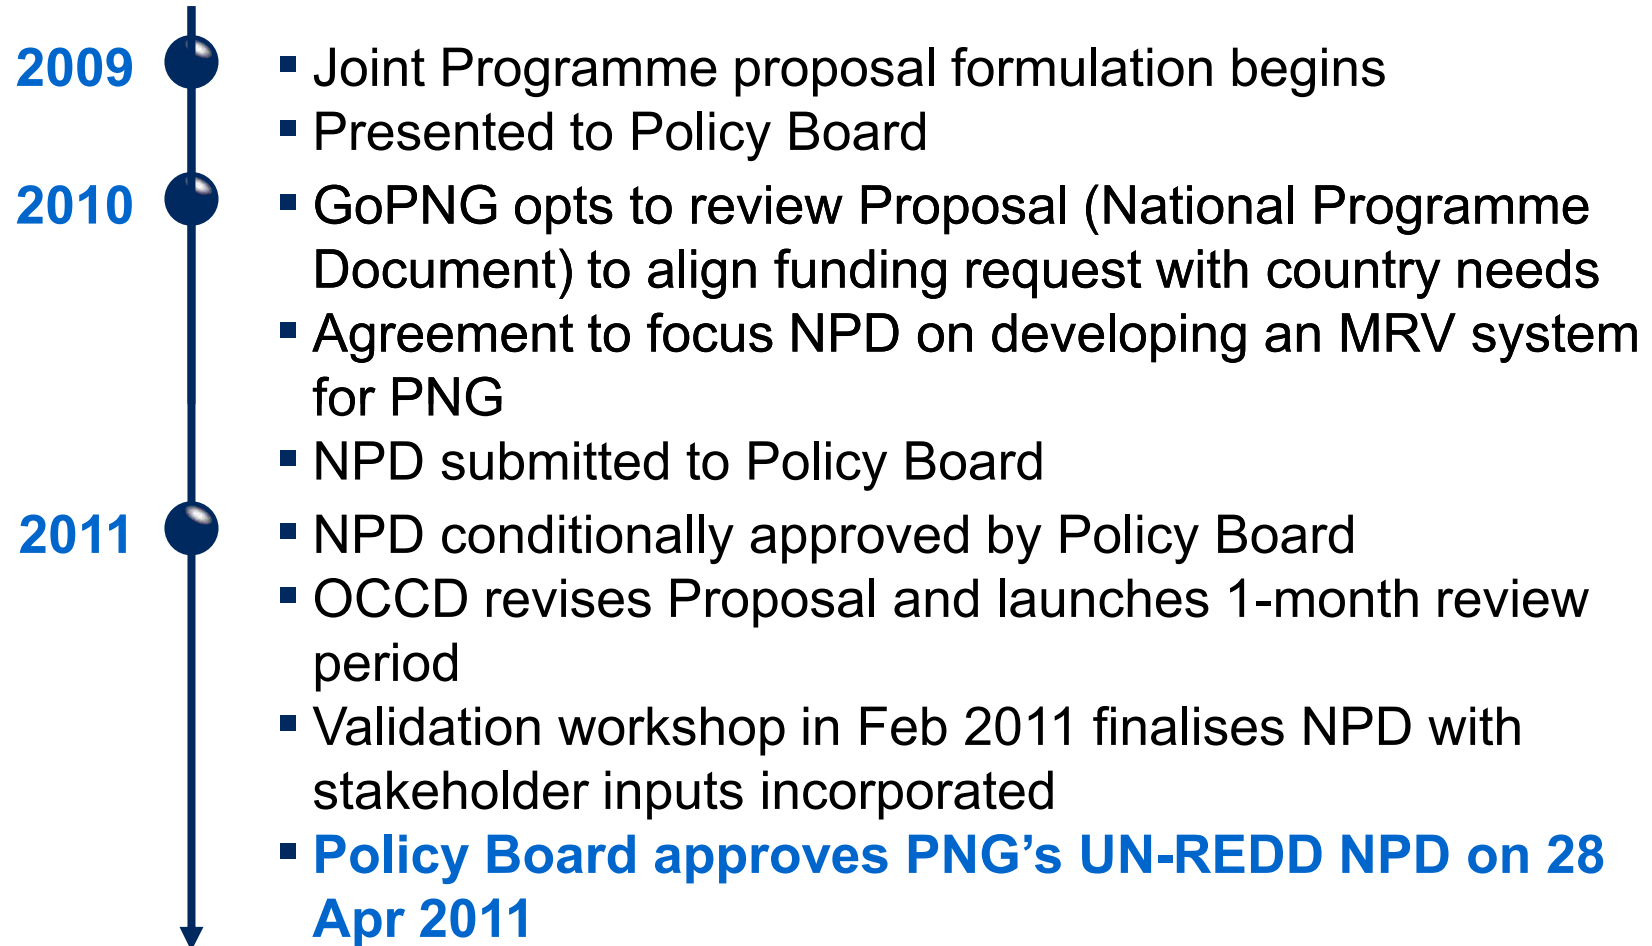 2009
▪ Joint Programme proposal formulation begins
▪ Presented to Policy Board
2010
▪ GoPNG opts to review Proposal (National Programme
Document) to align funding request with country needs
▪ Agreement to focus NPD on developing an MRV system
for PNG
▪ NPD submitted to Policy Board
2011
▪ NPD conditionally approved by Policy Board
▪ OCCD revises Proposal and launches 1-month review
period
▪ Validation workshop in Feb 2011 finalises NPD with
stakeholder inputs incorporated
▪ Policy Board approves PNG’s UN-REDD NPD on 28
Apr 2011